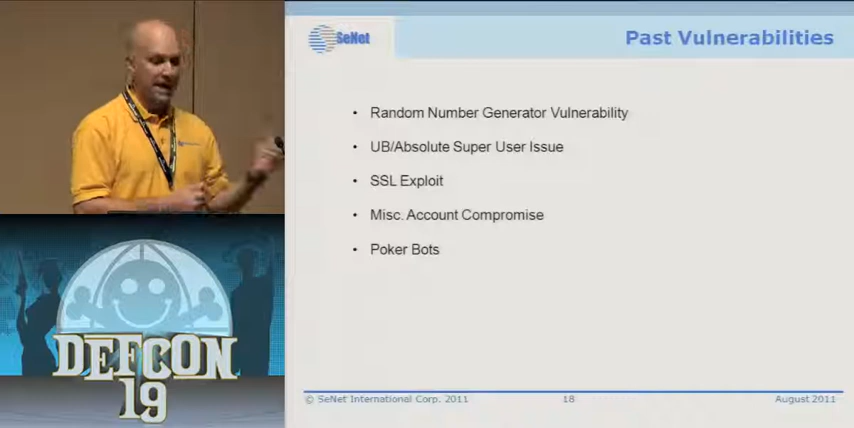 SeNet
Past Vulnerabilities
• Random Number Generator Vulnerability
• UB/Absolute Super User Issue
• SSL Exploit
• Misc. Account Compromise
• Poker Bots
© SeNet International Corp. 2011
18
August 2011
DEFCON
19